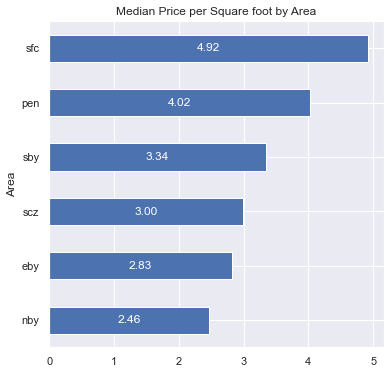 Median Price per Square foot by Area
Area
sfc 4.92
pen 4.02
sby 3.34
scz 3.00
eby 2.83
nby 2.46
0 1 2 3 4 5